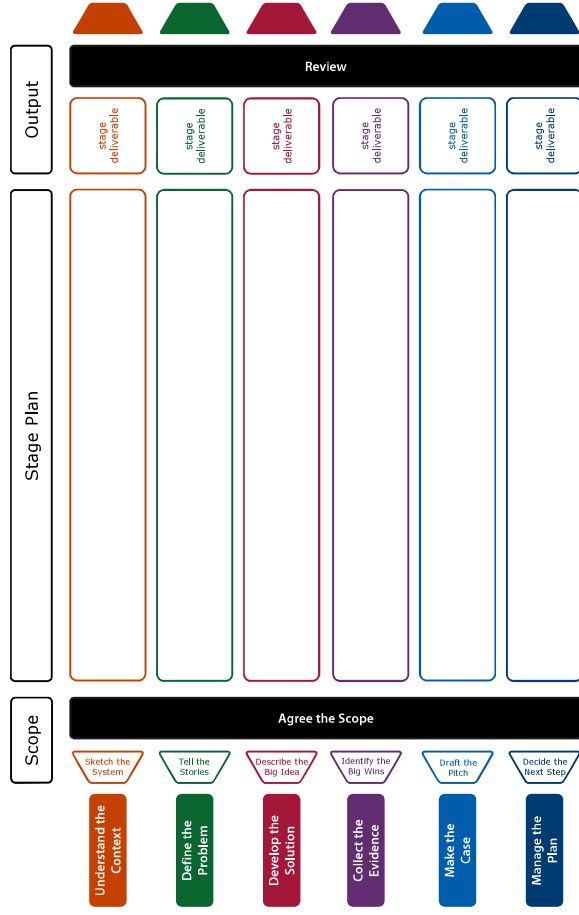 Output
Review
stage
deliverable
stage
deliverable
stage
deliverable
stage
deliverable
stage
deliverable
stage
deliverable
Stage Plan
Scope
Agree the Scope
Sketch the
System
Tell the
Stories
Describe the
Big Idea
Identify the
Big Wins
Draft the
Pitch
Decide the
Next Step
Understand the
Context
Define the
Problem
Develop the
Solution
Collect the
Evidence
Make the
Case
Manage the
Plan